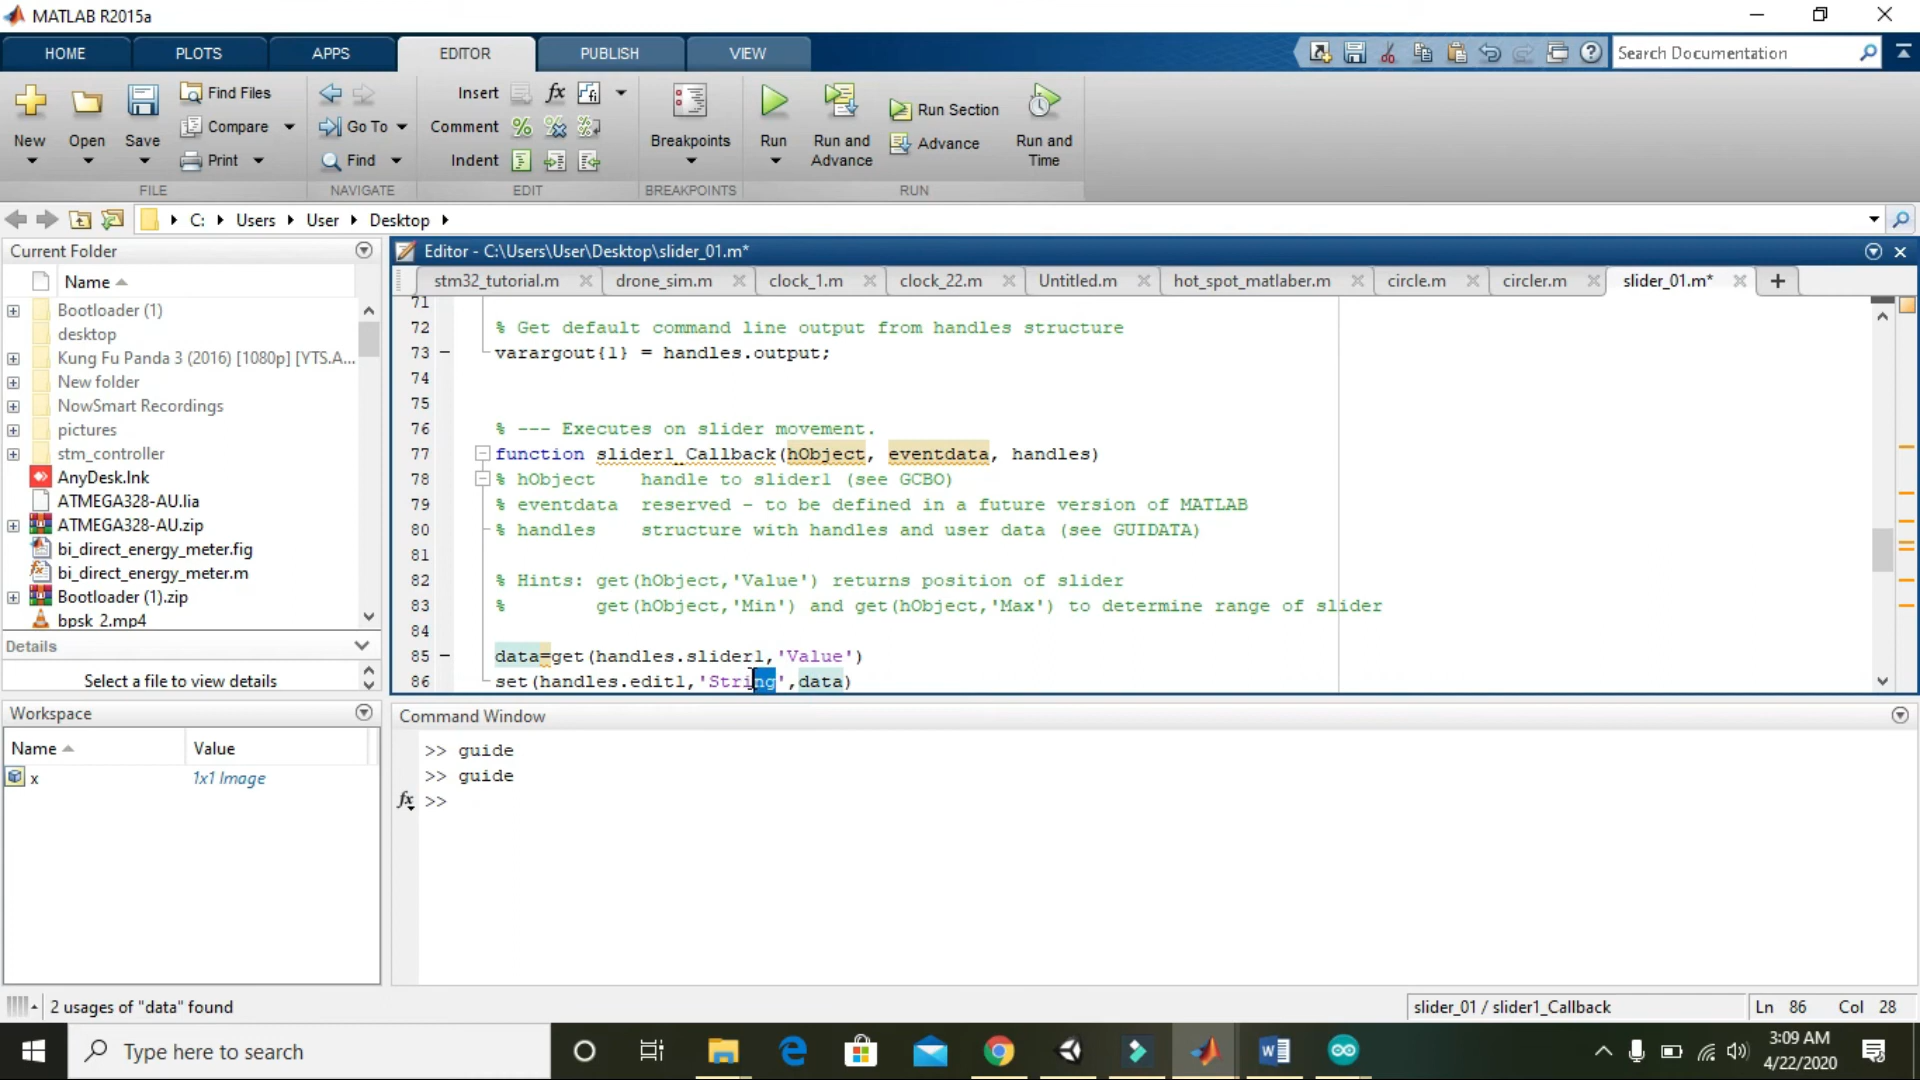 MATLAB R2015a
HOME PLOTS APPS EDITOR PUBLISH VIEW
Search Documentation
New Open Save
Find Files
Compare
Print
FILE
Go To
Find
NAVIGATE
Insert
Comment
Indent
EDIT
Breakpoints
BREAKPOINTS
Run
Run and Advance
Run Section
Advance
Run and Time
RUN
C: Users User Desktop
Current Folder
Name
Bootloader (1)
desktop
Kung Fu Panda 3 (2016) [1080p] [YTS.A...
New folder
NowSmart Recordings
pictures
stm_controller
AnyDesk.lnk
ATMEGA328-AU.lia
ATMEGA328-AU.zip
bi_direct_energy_meter.fig
bi_direct_energy_meter.m
Bootloader (1).zip
bpsk_2.mp4
Details
Select a file to view details
Workspace
Name Value
x 1x1 Image
Editor - C:\Users\User\Desktop\slider_01.m*
stm32_tutorial.m drone_sim.m clock_1.m clock_22.m Untitled.m hot_spot_matlaber.m circle.m circler.m slider_01.m*
71
72 % Get default command line output from handles structure
73 varargout{1} = handles.output;
74
75
76 % --- Executes on slider movement.
77 function slider1_Callback(hObject, eventdata, handles)
78 % hObject    handle to slider1 (see GCBO)
79 % eventdata  reserved - to be defined in a future version of MATLAB
80 % handles    structure with handles and user data (see GUIDATA)
81
82 % Hints: get(hObject,'Value') returns position of slider
83 %        get(hObject,'Min') and get(hObject,'Max') to determine range of slider
84
85 data=get(handles.slider1,'Value')
86 set(handles.edit1,'String',data)
Command Window
>> guide
>> guide
fx >>
2 usages of "data" found
slider_01 / slider1_Callback
Ln 86 Col 28
Type here to search
3:09 AM
4/22/2020